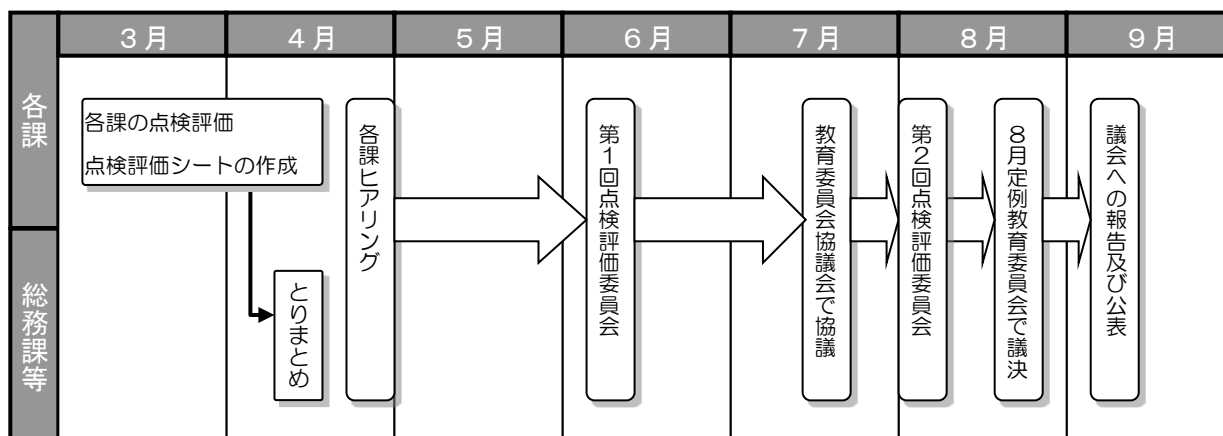 3月
4月
5月
6月
7月
8月
9月
各課
各課の点検評価
点検評価シートの作成
各課ヒアリング
第1回点検評価委員会
教育委員会協議会で協議
第2回点検評価委員会
8月定例教育委員会で議決
議会への報告及び公表
総務課等
とりまとめ